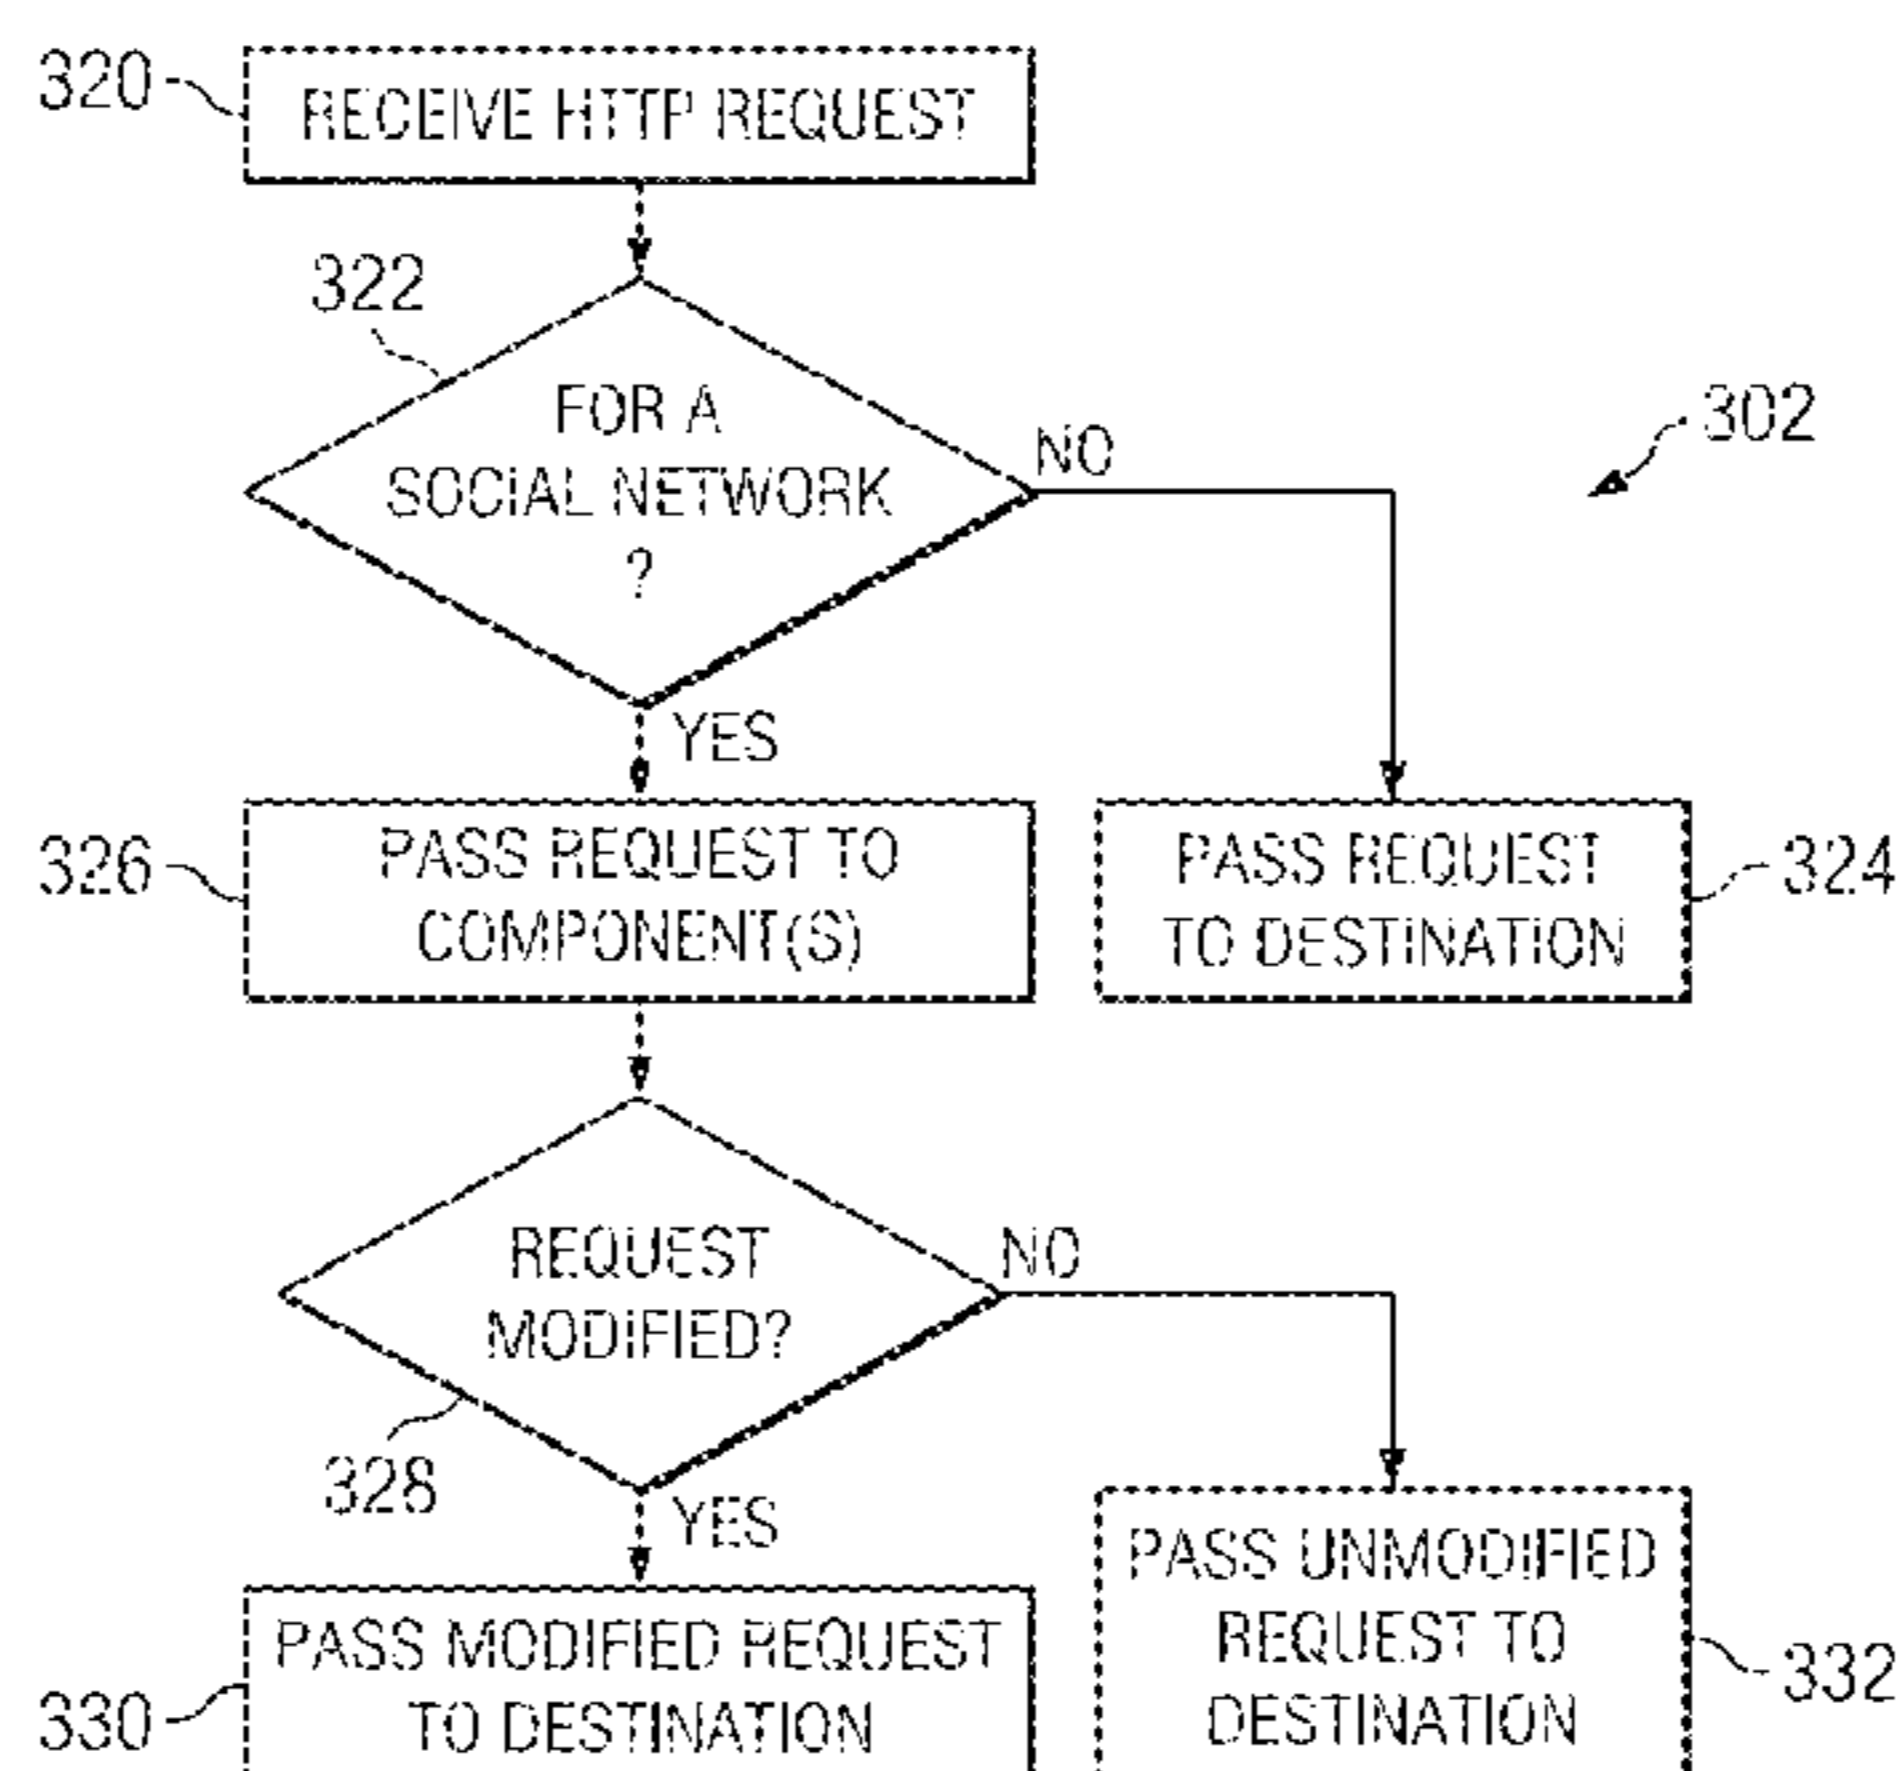 320
RECEIVE HTTP REQUEST
322
FOR A
SOCIAL NETWORK
?
NO
302
YES
326
PASS REQUEST TO
COMPONENT(S)
PASS REQUEST
TO DESTINATION
324
REQUEST
MODIFIED?
NO
328
YES
330
PASS MODIFIED REQUEST
TO DESTINATION
PASS UNMODIFIED
REQUEST TO
DESTINATION
332